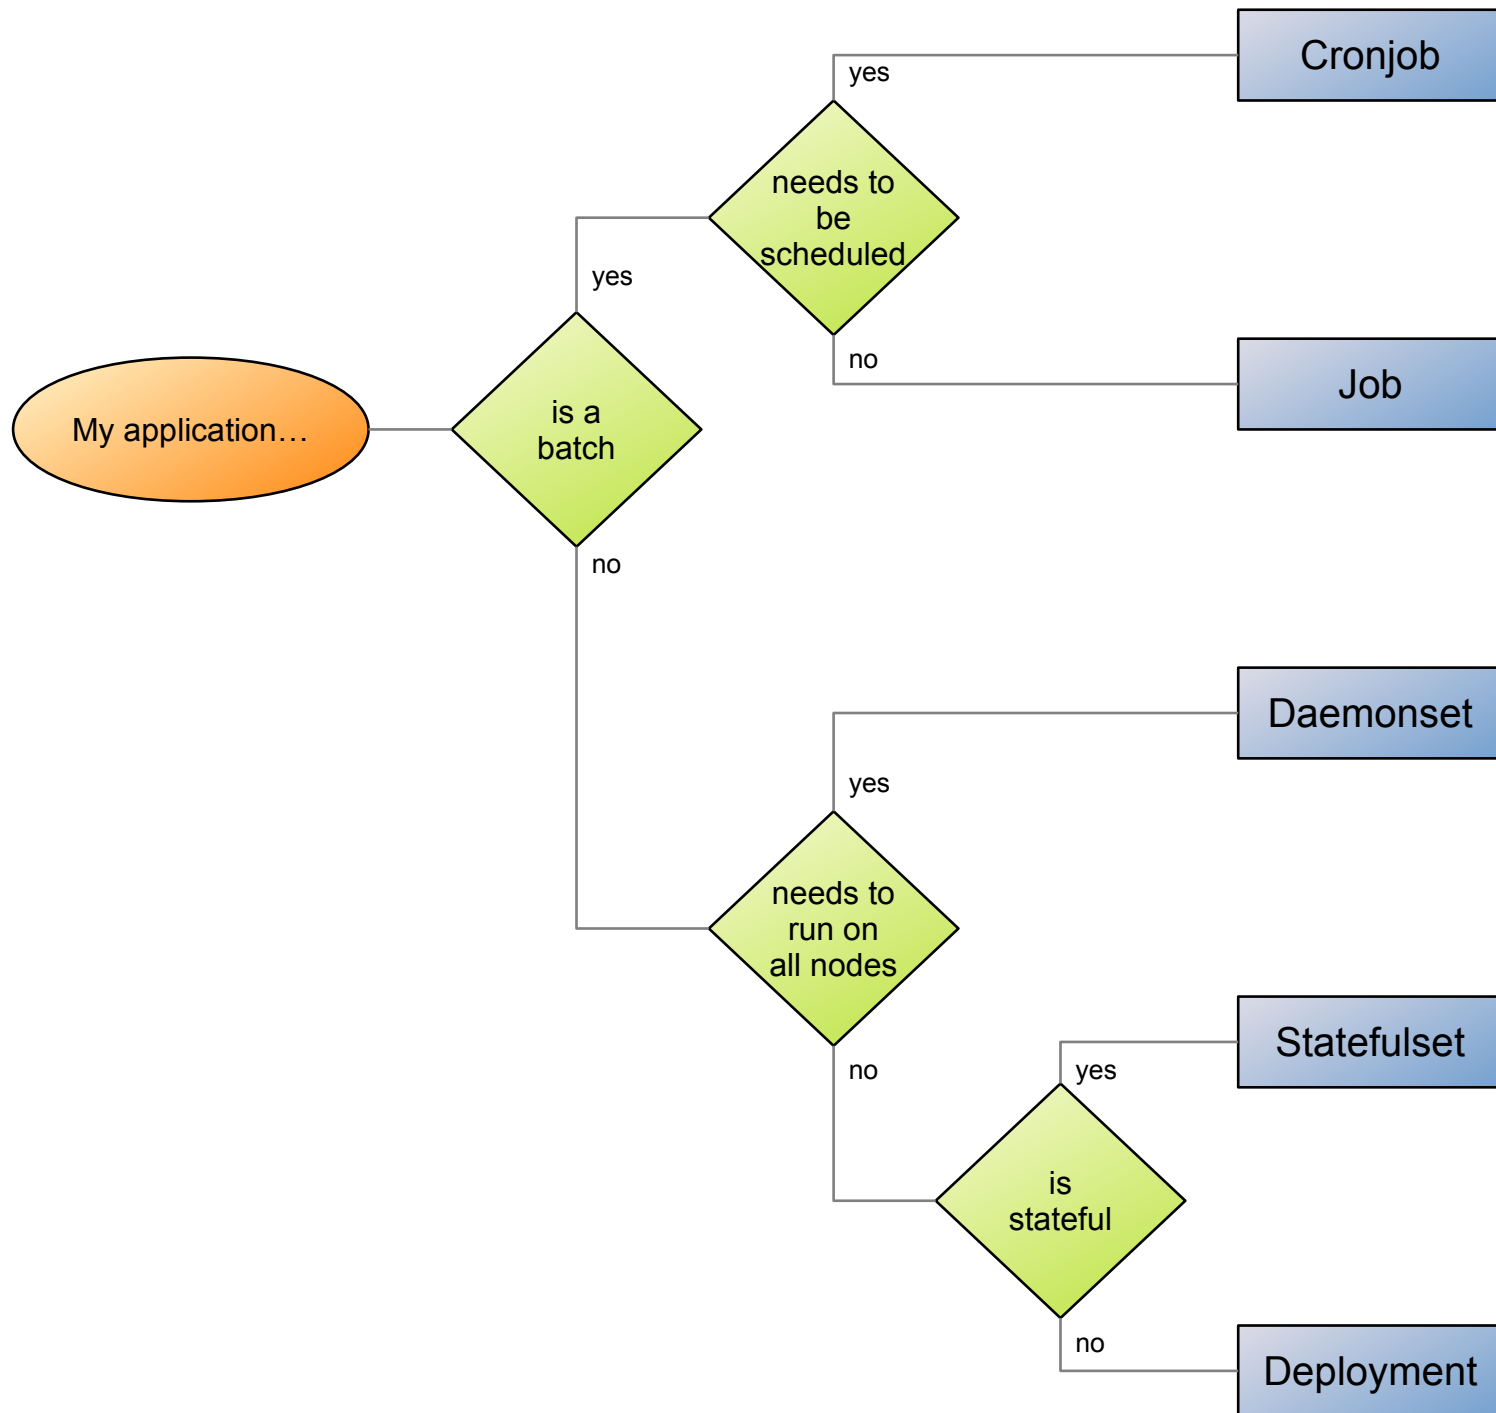 Cronjob
yes
needs to
be
scheduled
yes
no
Job
My application…
is a
batch
no
Daemonset
yes
needs to
run on
all nodes
Statefulset
no
yes
is
stateful
no
Deployment